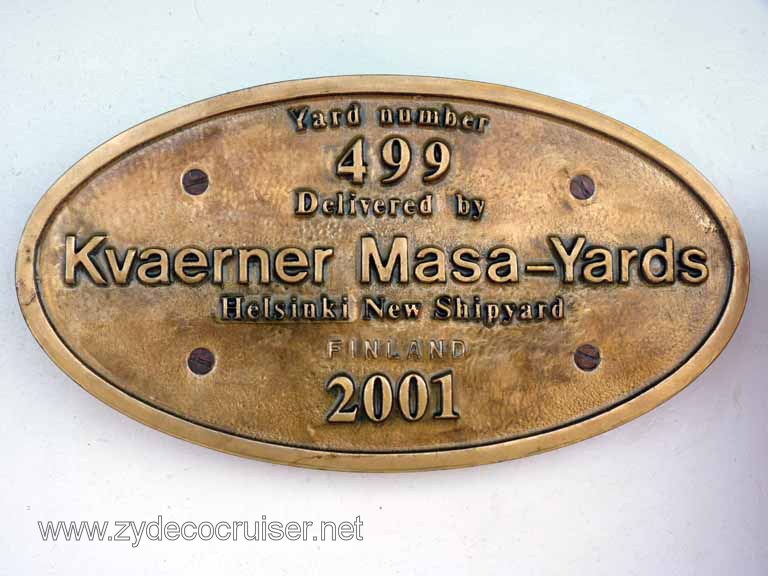 Yard number
499
Delivered by
Kvaerner Masa-Yards
Helsinki New Shipyard
FINLAND
2001
www.zydecocruiser.net